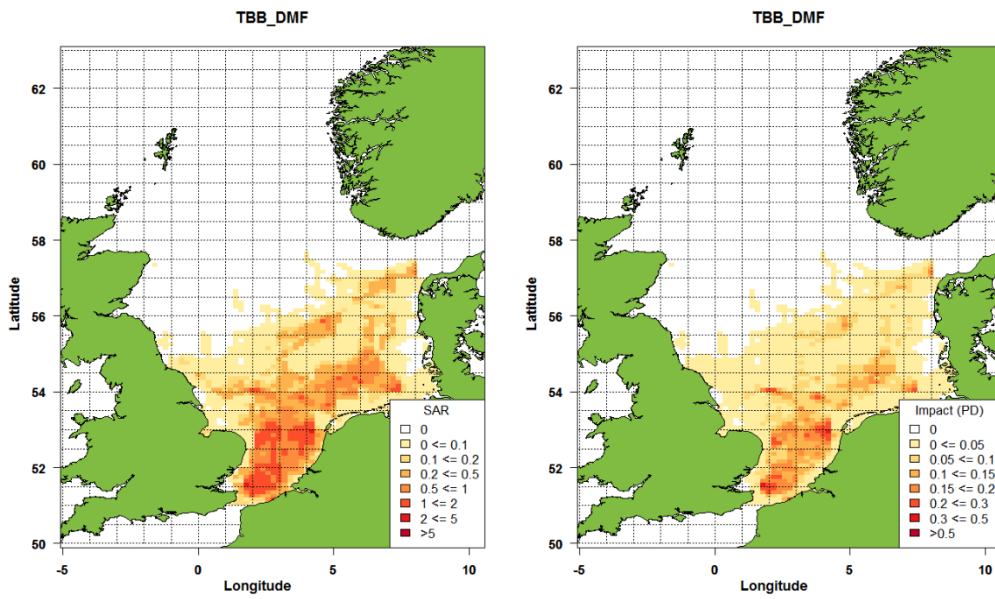 TBB_DMF
62
60
58
56
54
52
50
Latitude
-5
0
5
10
Longitude
SAR
0
0 <= 0.1
0.1 <= 0.2
0.2 <= 0.5
0.5 <= 1
1 <= 2
2 <= 5
>5
TBB_DMF
62
60
58
56
54
52
50
Latitude
-5
0
5
10
Longitude
Impact (PD)
0
0 <= 0.05
0.05 <= 0.1
0.1 <= 0.15
0.15 <= 0.2
0.2 <= 0.3
0.3 <= 0.5
>0.5